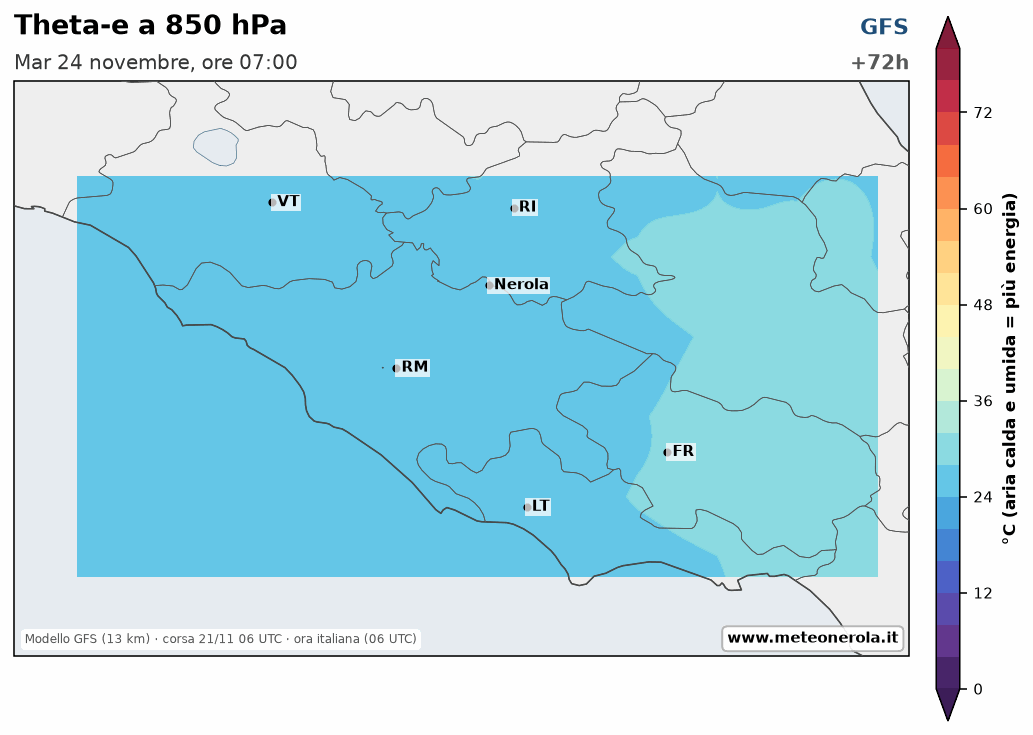 Theta-e a 850 hPa
GFS
Mar 24 novembre, ore 07:00
+72h
VT
RI
Nerola
RM
FR
LT
72
60
48
36
24
12
0
°C (aria calda e umida = più energia)
Modello GFS (13 km) · corsa 21/11 06 UTC · ora italiana (06 UTC)
www.meteonerola.it